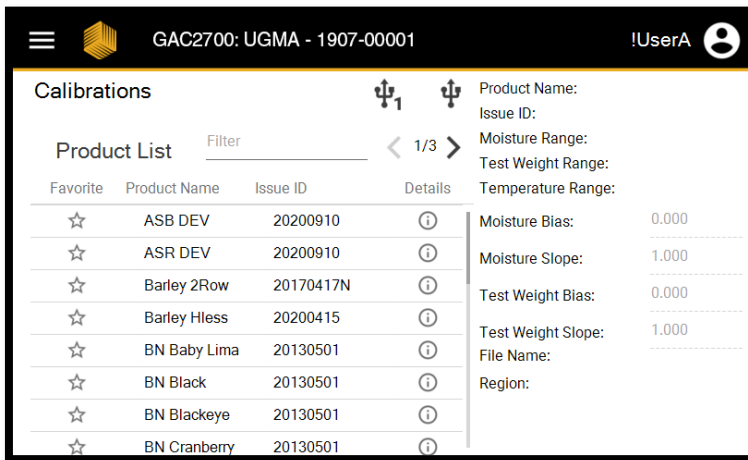 GAC2700: UGMA - 1907-00001 !UserA
Calibrations 1
Product List Filter 1/3
Favorite Product Name Issue ID Details
ASB DEV 20200910
ASR DEV 20200910
Barley 2Row 20170417N
Barley Hless 20200415
BN Baby Lima 20130501
BN Black 20130501
BN Blackeye 20130501
BN Cranberry 20130501
Product Name:
Issue ID:
Moisture Range:
Test Weight Range:
Temperature Range:
Moisture Bias: 0.000
Moisture Slope: 1.000
Test Weight Bias: 0.000
Test Weight Slope: 1.000
File Name:
Region: